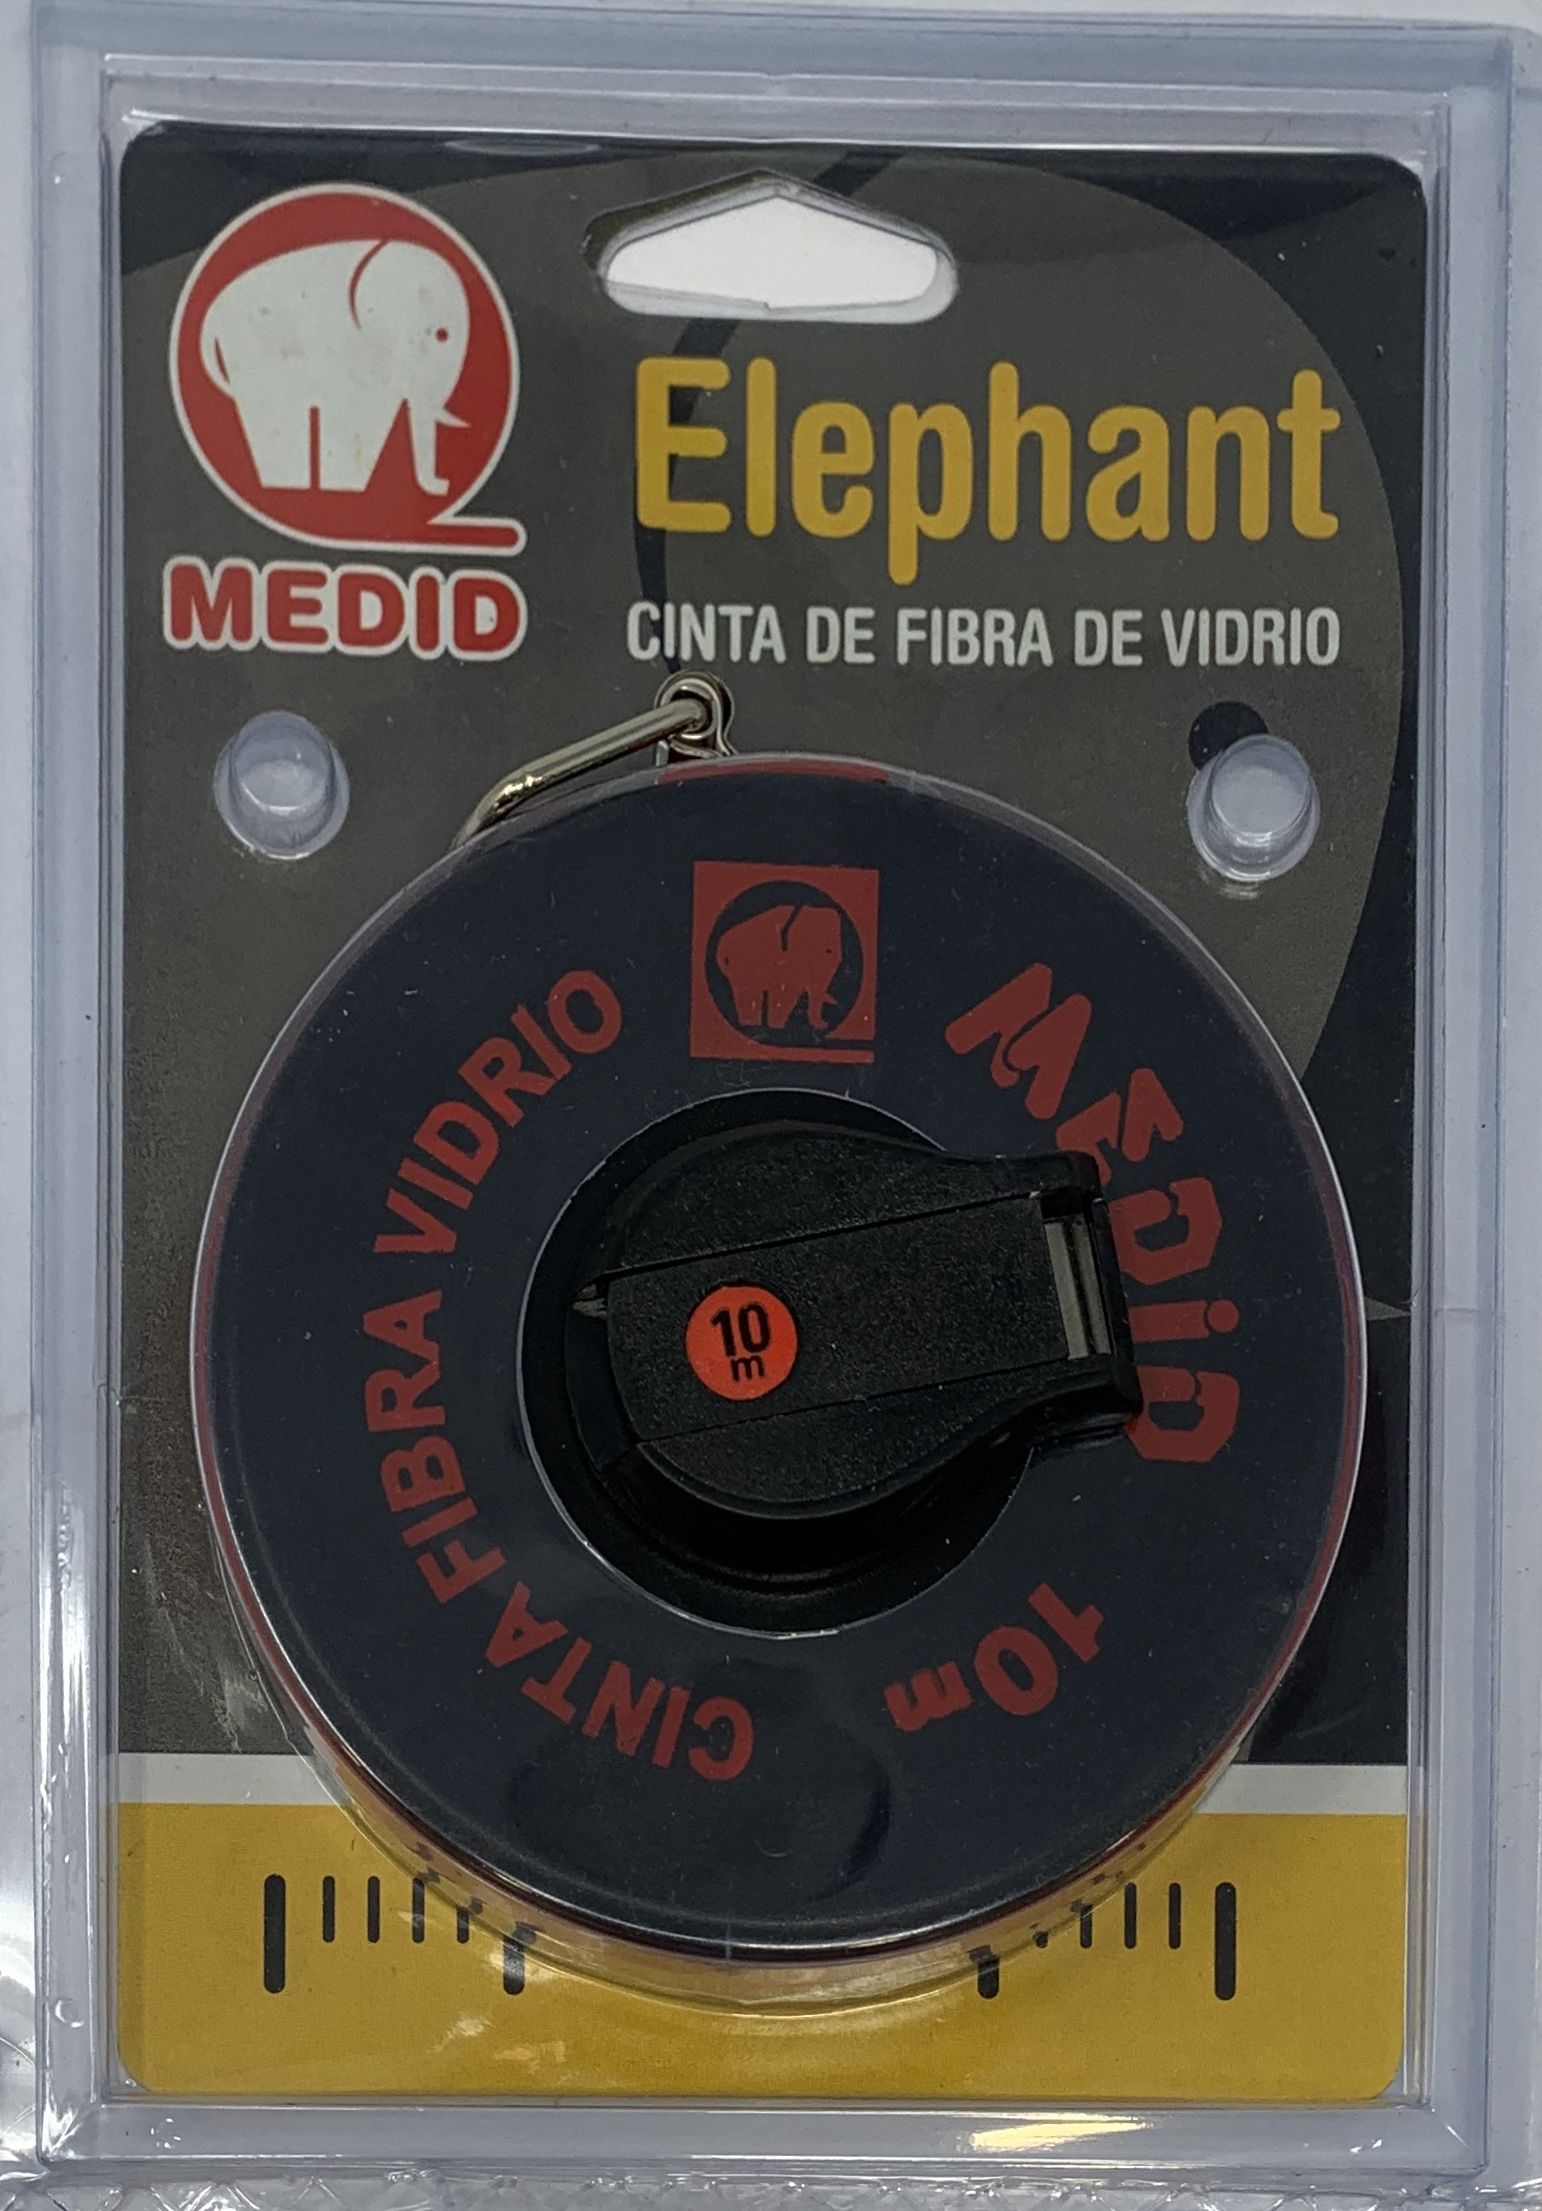 MEDID
Elephant
CINTA DE FIBRA DE VIDRIO
CINTA FIBRA VIDRIO
MEDiD
10m
10
m